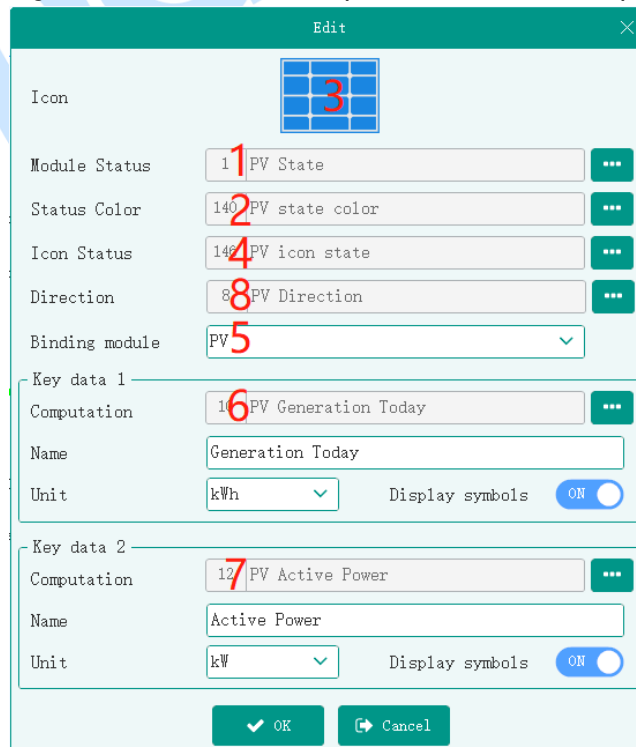 Edit
Icon
3
Module Status 1 1 PV State
Status Color 140 2 PV state color
Icon Status 146 4 PV icon state
Direction 8 8 PV Direction
Binding module PV 5
Key data 1
Computation 6 PV Generation Today
Name Generation Today
Unit kWh Display symbols ON
Key data 2
Computation 12 7 PV Active Power
Name Active Power
Unit kW Display symbols ON
OK Cancel